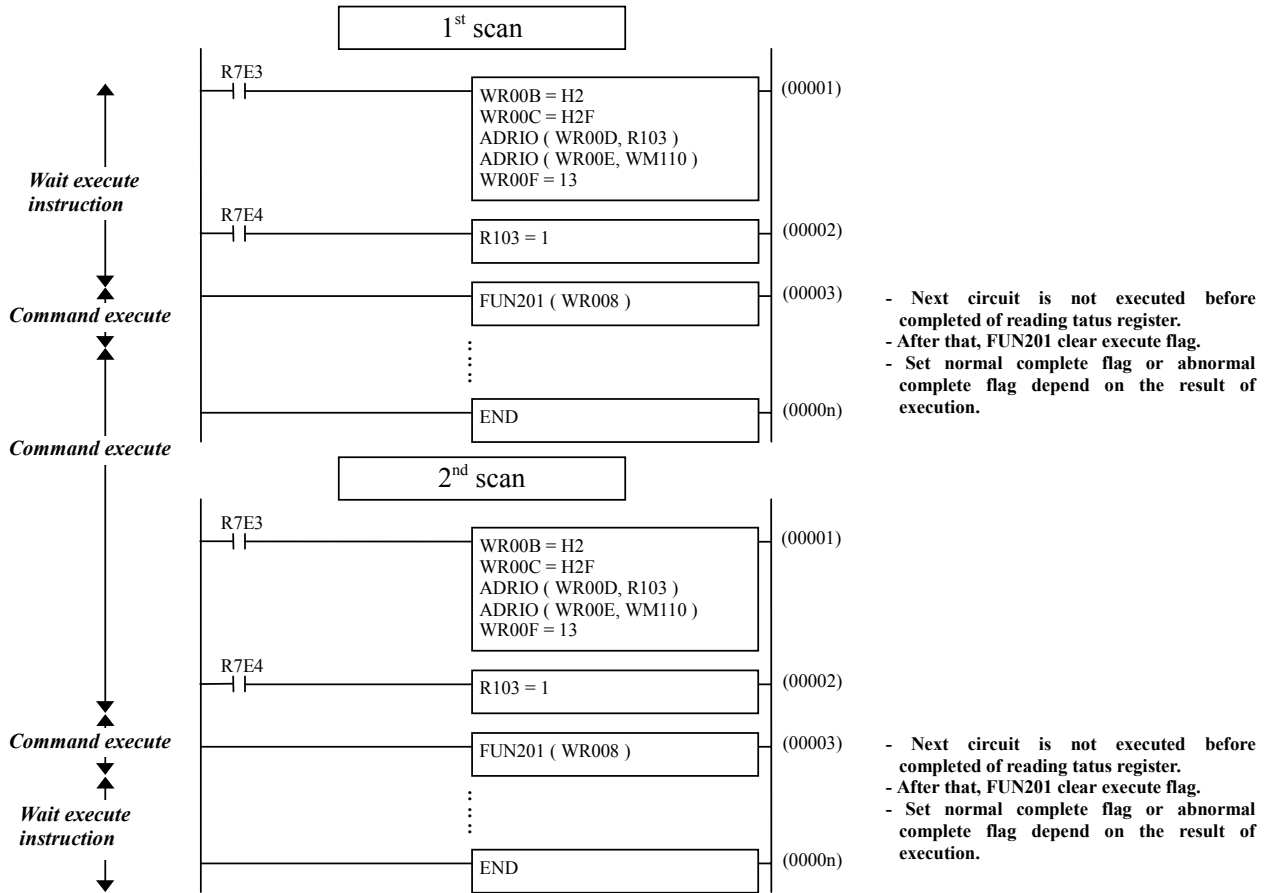 1st scan
R7E3
WR00B = H2
WR00C = H2F
ADRIO ( WR00D, R103 )
ADRIO ( WR00E, WM110 )
WR00F = 13
(00001)
Wait execute
instruction
R7E4
R103 = 1
(00002)
Command execute
FUN201 ( WR008 )
(00003)
- Next circuit is not executed before
completed of reading tatus register.
- After that, FUN201 clear execute flag.
- Set normal complete flag or abnormal
complete flag depend on the result of
execution.
END
(0000n)
Command execute
2nd scan
R7E3
WR00B = H2
WR00C = H2F
ADRIO ( WR00D, R103 )
ADRIO ( WR00E, WM110 )
WR00F = 13
(00001)
R7E4
R103 = 1
(00002)
Command execute
FUN201 ( WR008 )
(00003)
- Next circuit is not executed before
completed of reading tatus register.
- After that, FUN201 clear execute flag.
- Set normal complete flag or abnormal
complete flag depend on the result of
execution.
Wait execute
instruction
END
(0000n)